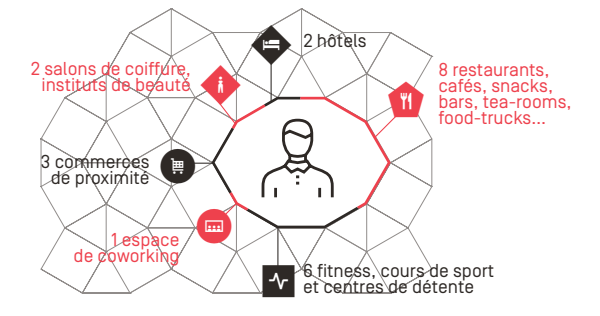 2 hôtels
2 salons de coiffure,
instituts de beauté
8 restaurants,
cafés, snacks,
bars, tea-rooms,
food-trucks...
3 commerces
de proximité
1 espace
de coworking
6 fitness, cours de sport
et centres de détente